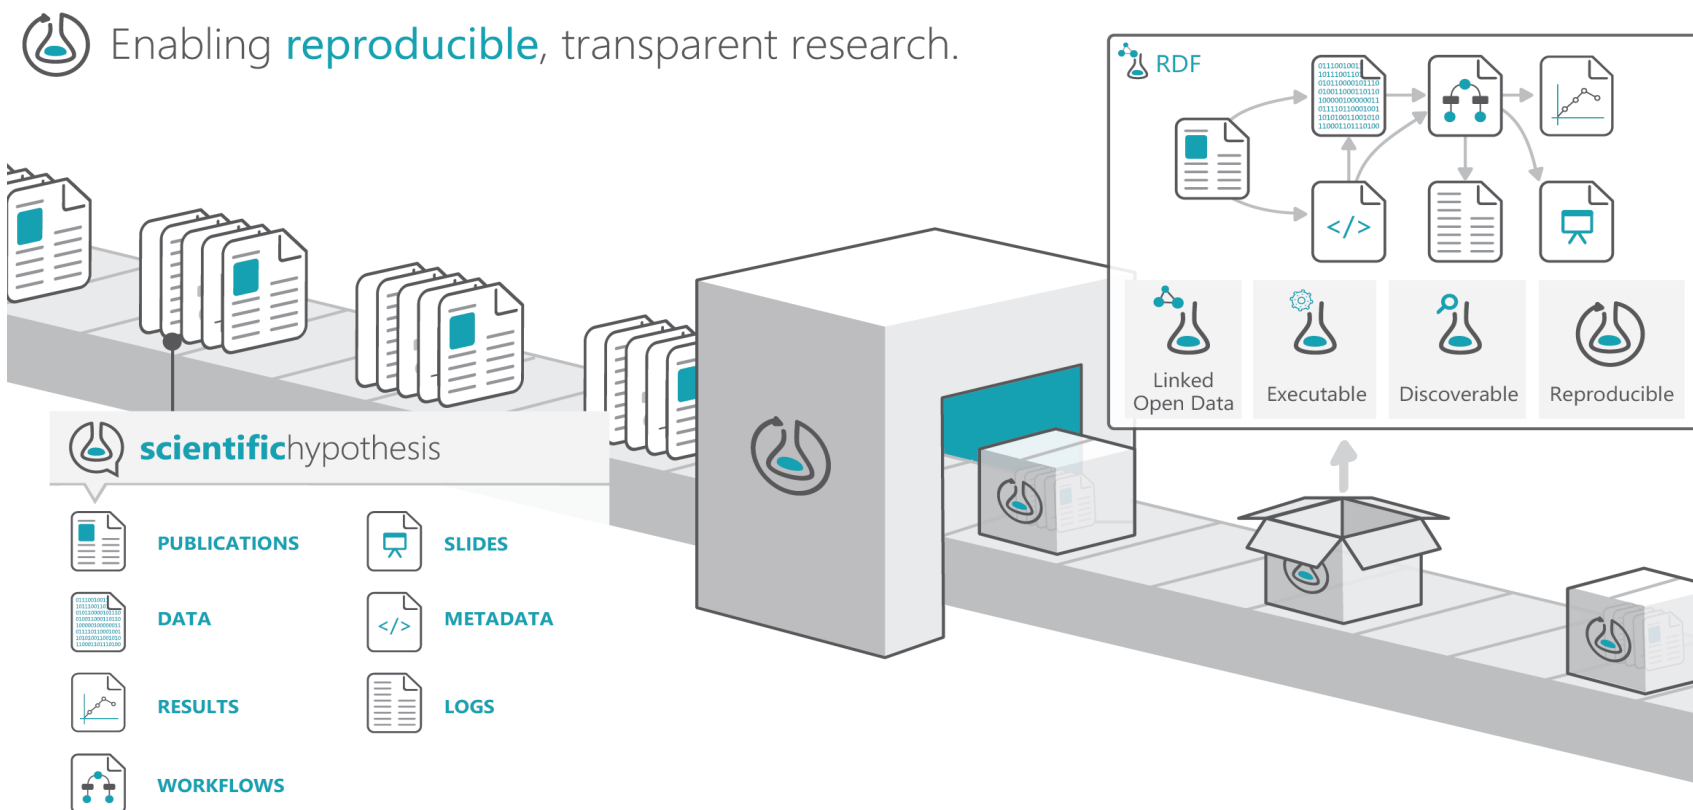 Enabling reproducible, transparent research.
RDF
</>
Linked
Open Data
Executable
Discoverable
Reproducible
scientifichypothesis
PUBLICATIONS
SLIDES
DATA
</>
METADATA
RESULTS
LOGS
WORKFLOWS